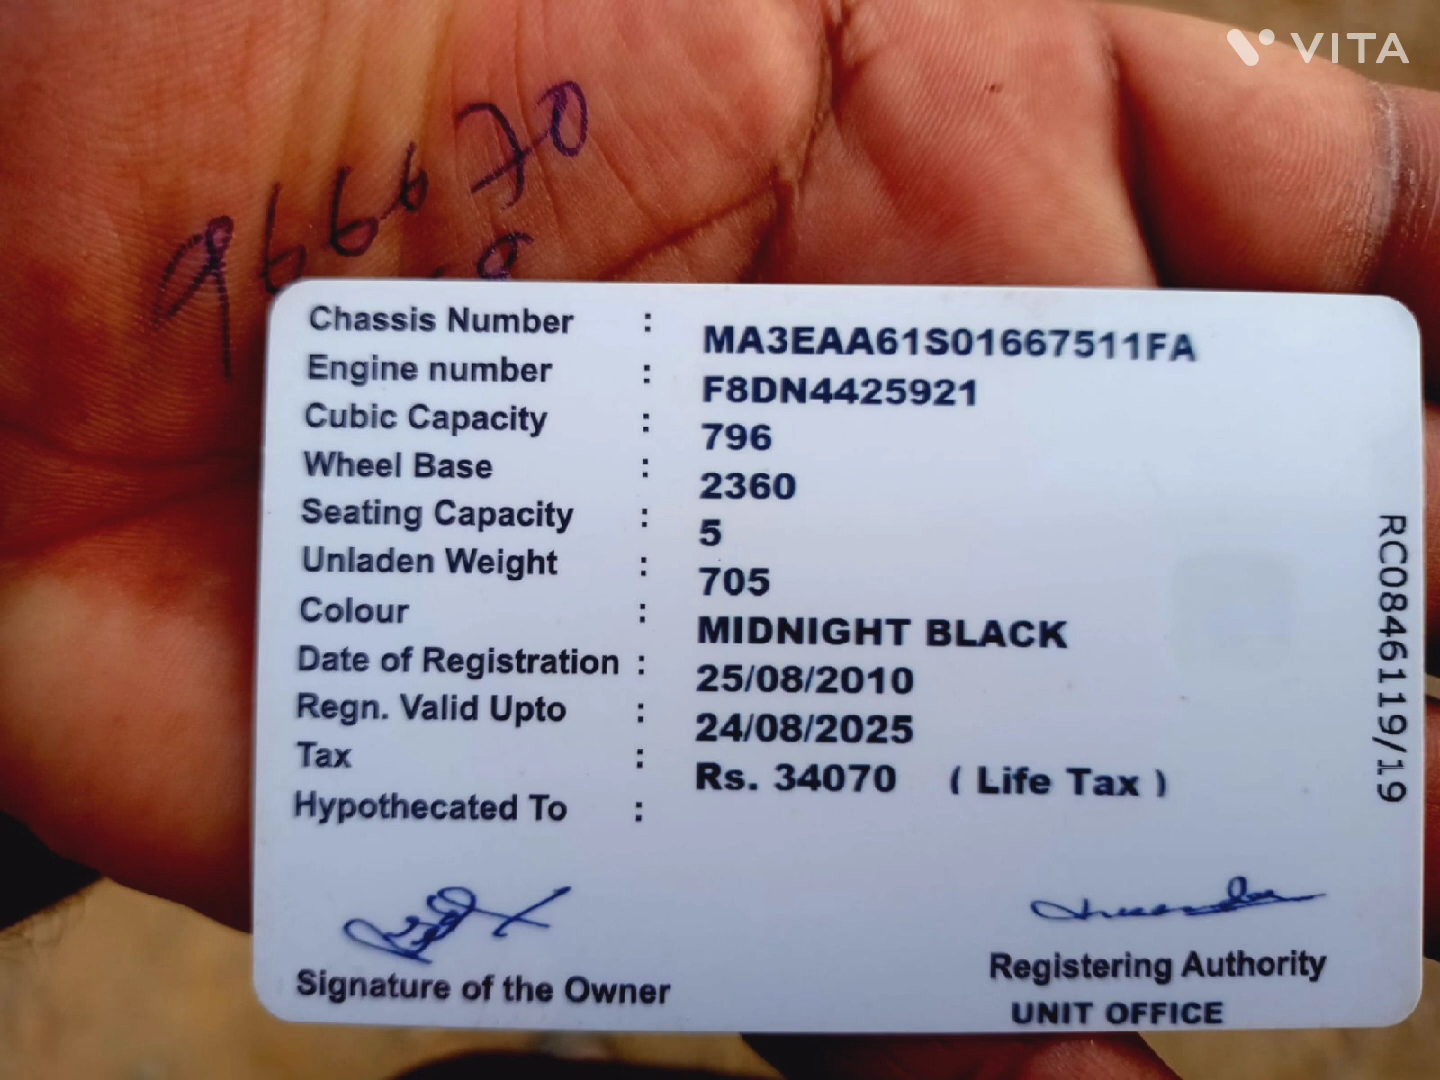 VITA
966670
Chassis Number : MA3EAA61S01667511FA
Engine number : F8DN4425921
Cubic Capacity : 796
Wheel Base : 2360
Seating Capacity : 5
Unladen Weight : 705
Colour : MIDNIGHT BLACK
Date of Registration : 25/08/2010
Regn. Valid Upto : 24/08/2025
Tax : Rs. 34070 ( Life Tax )
Hypothecated To :
RC0846119/19
Signature of the Owner
Registering Authority
UNIT OFFICE